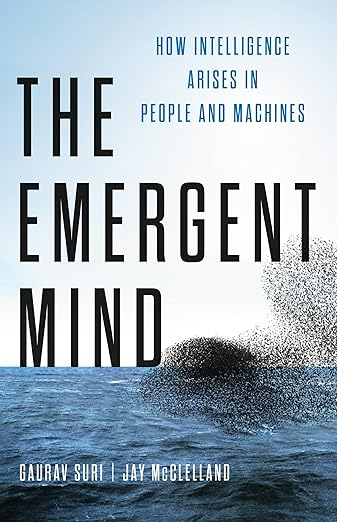 HOW INTELLIGENCE
ARISES IN
PEOPLE AND MACHINES
THE
EMERGENT
MIND
GAURAV SURI | JAY McCLELLAND